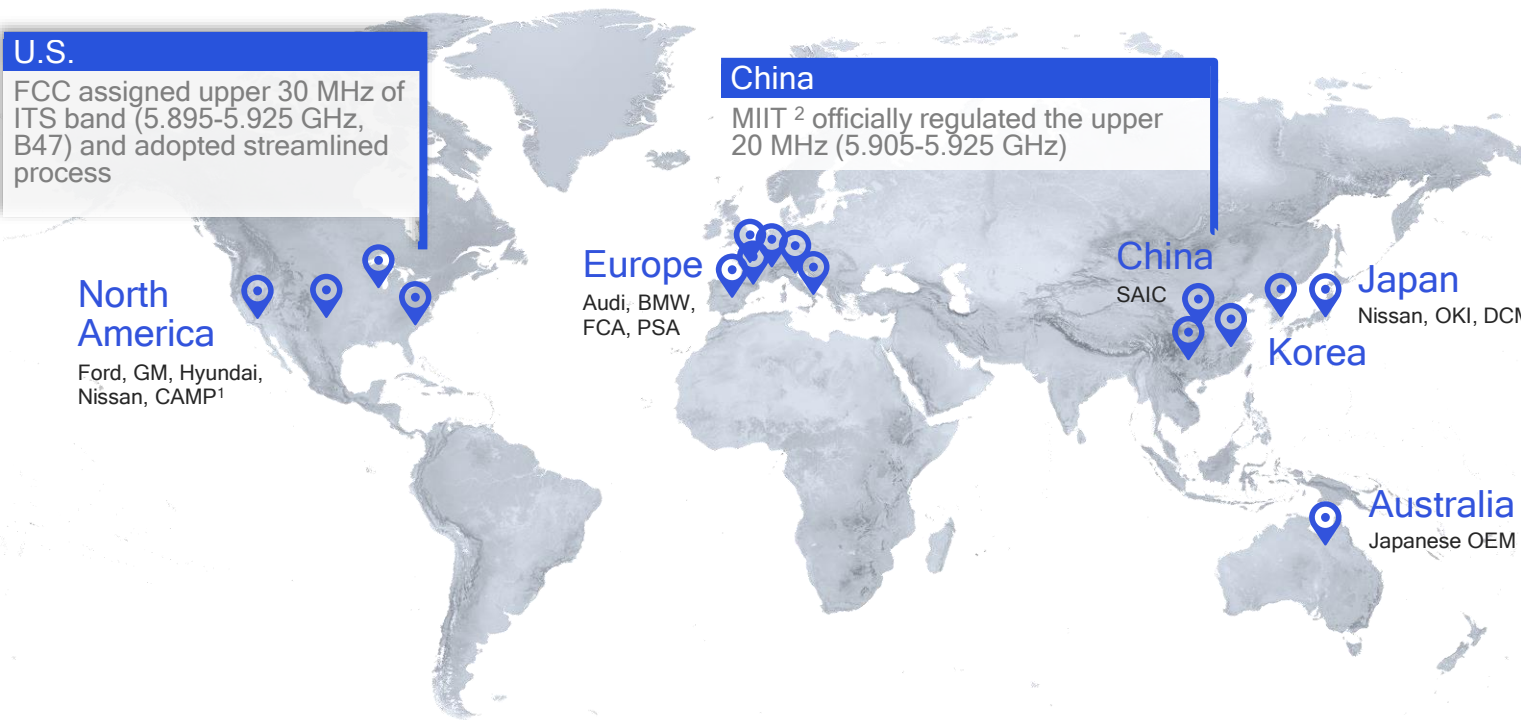 U.S.
FCC assigned upper 30 MHz of
ITS band (5.895-5.925 GHz,
B47) and adopted streamlined
process
China
MIIT ² officially regulated the upper
20 MHz (5.905-5.925 GHz)
North
America
Ford, GM, Hyundai,
Nissan, CAMP¹
Europe
Audi, BMW,
FCA, PSA
China
SAIC
Japan
Nissan, OKI,
Korea
Australia
Japanese OEM